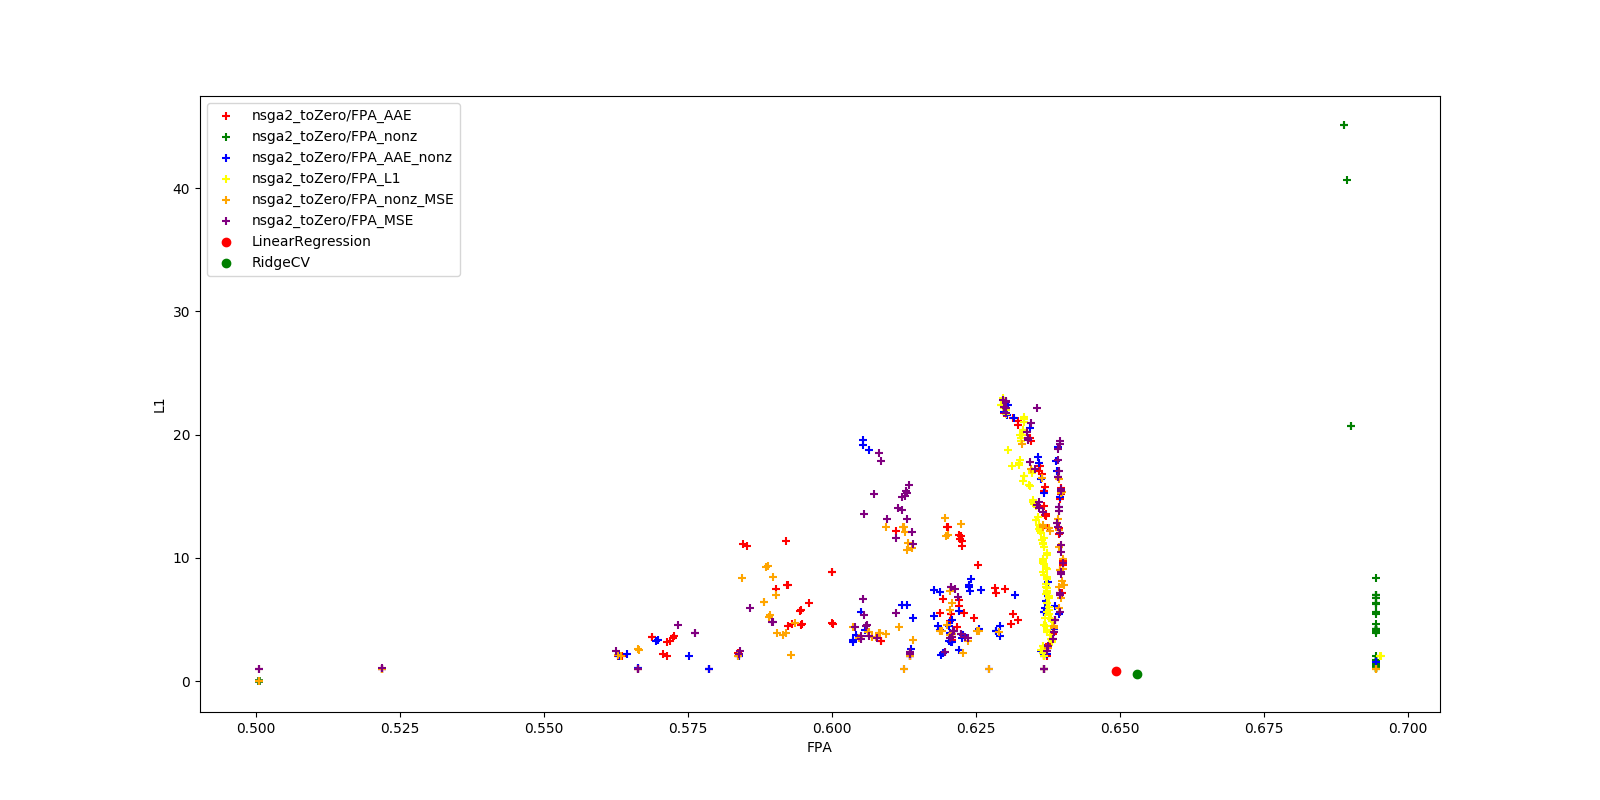 nsga2_toZero/FPA_AAE
nsga2_toZero/FPA_nonz
nsga2_toZero/FPA_AAE_nonz
nsga2_toZero/FPA_L1
nsga2_toZero/FPA_nonz_MSE
nsga2_toZero/FPA_MSE
LinearRegression
RidgeCV
40
30
20
10
0
L1
0.500 0.525 0.550 0.575 0.600 0.625 0.650 0.675 0.700
FPA